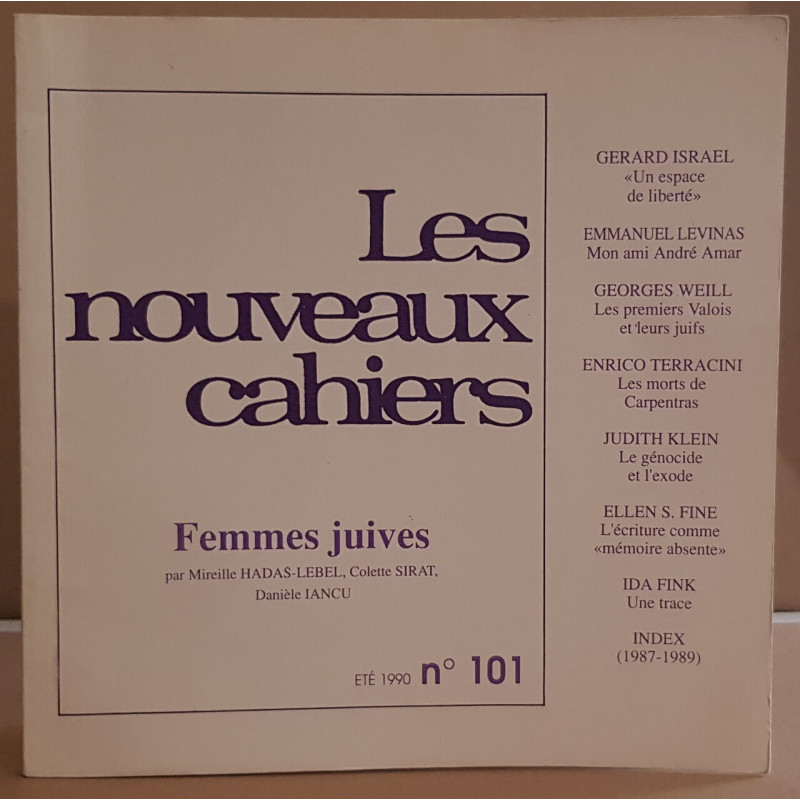 Les
nouveaux
cahiers
Femmes juives
par Mireille HADAS-LEBEL, Colette SIRAT,
Danièle IANCU
ETÉ 1990 n° 101
GERARD ISRAEL
«Un espace
de liberté»
EMMANUEL LEVINAS
Mon ami André Amar
GEORGES WEILL
Les premiers Valois
et leurs juifs
ENRICO TERRACINI
Les morts de
Carpentras
JUDITH KLEIN
Le génocide
et l'exode
ELLEN S. FINE
L'écriture comme
«mémoire absente»
IDA FINK
Une trace
INDEX
(1987-1989)